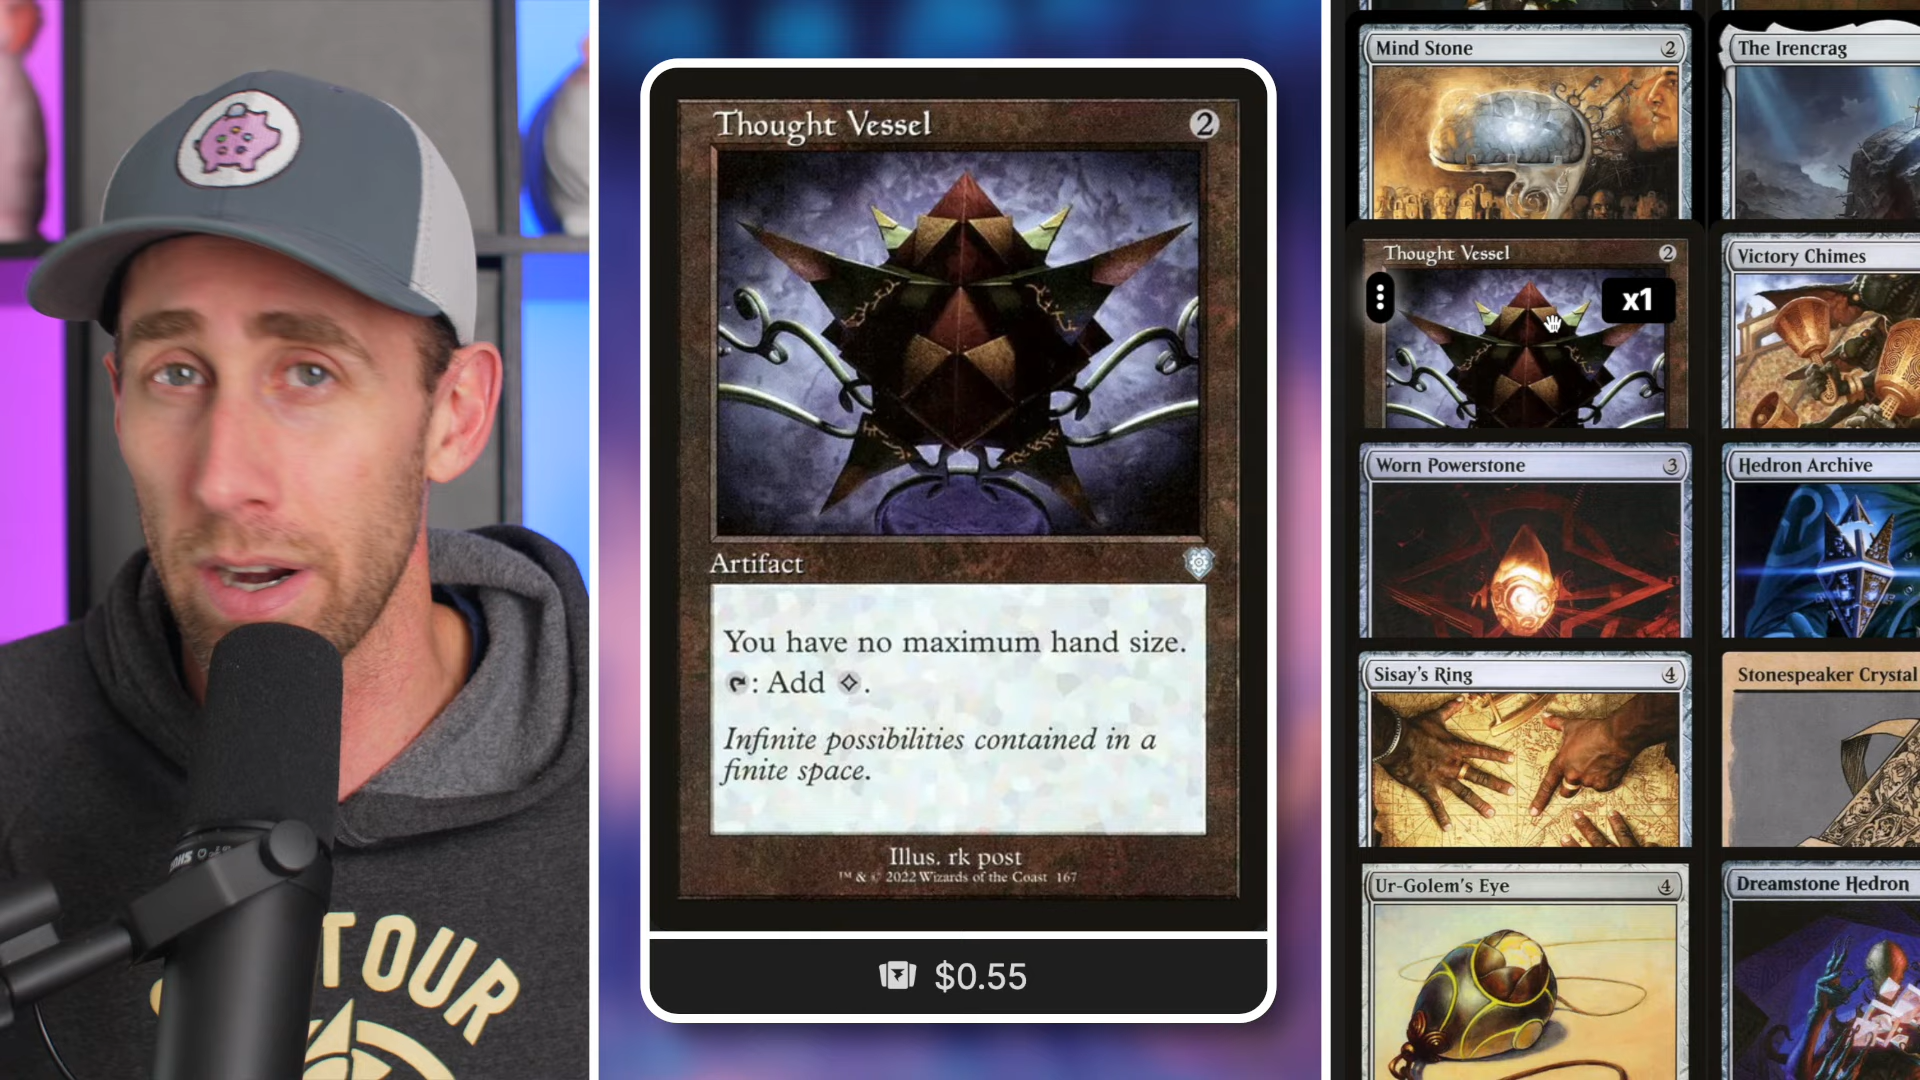 TOUR
Thought Vessel
2
Artifact
You have no maximum hand size.
: Add .
Infinite possibilities contained in a
finite space.
Illus. rk post
™ & © 2022 Wizards of the Coast 167
$0.55
Mind Stone
2
The Irencrag
Thought Vessel
2
x1
Victory Chimes
Worn Powerstone
3
Hedron Archive
Sisay's Ring
4
Stonespeaker Crystal
Ur-Golem's Eye
4
Dreamstone Hedron